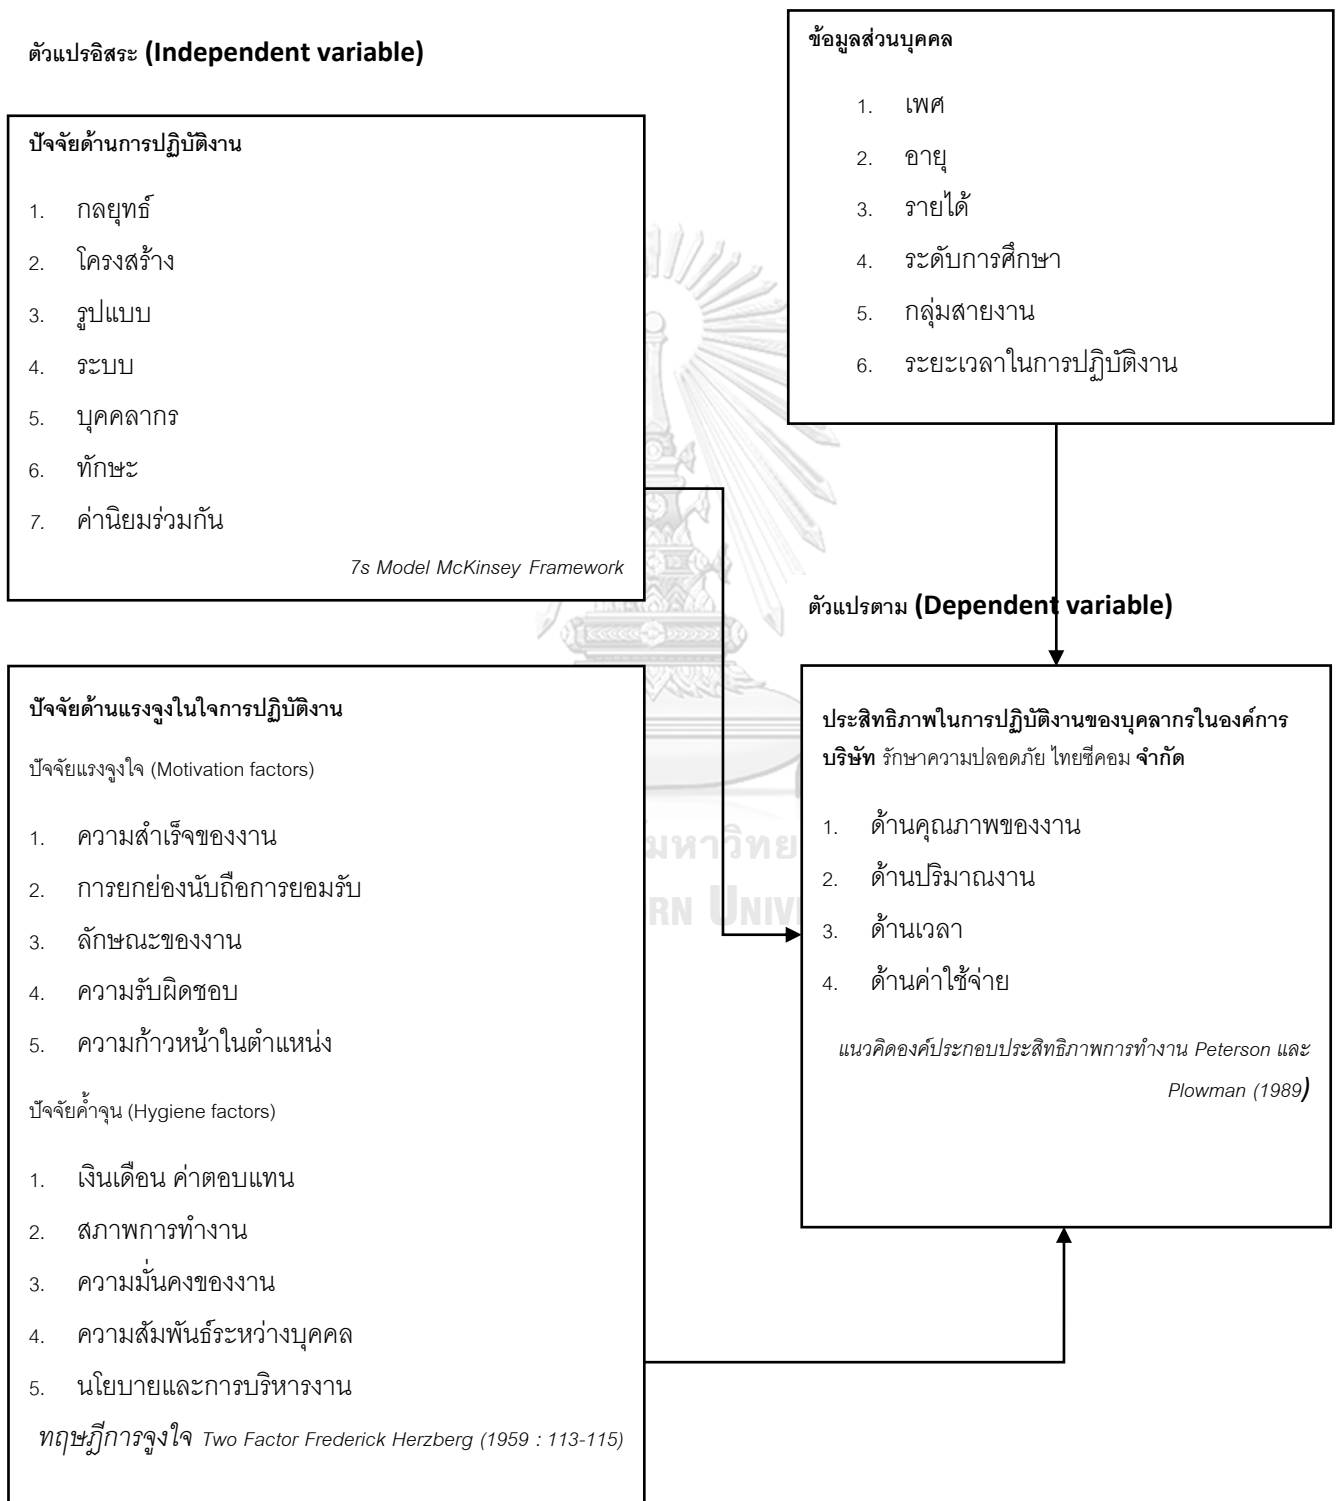 ตัวแปรอิสระ (Independent variable)
ปัจจัยด้านการปฏิบัติงาน
1. กลยุทธ์
2. โครงสร้าง
3. รูปแบบ
4. ระบบ
5. บุคคลากร
6. ทักษะ
7. ค่านิยมร่วมกัน
7s Model McKinsey Framework
ข้อมูลส่วนบุคคล
1. เพศ
2. อายุ
3. รายได้
4. ระดับการศึกษา
5. กลุ่มสายงาน
6. ระยะเวลาในการปฏิบัติงาน
ปัจจัยด้านแรงจูงในใจการปฏิบัติงาน
ปัจจัยแรงจูงใจ (Motivation factors)
1. ความสำเร็จของงาน
2. การยกย่องนับถือการยอมรับ
3. ลักษณะของงาน
4. ความรับผิดชอบ
5. ความก้าวหน้าในตำแหน่ง
ปัจจัยค้ำจุน (Hygiene factors)
1. เงินเดือน ค่าตอบแทน
2. สภาพการทำงาน
3. ความมั่นคงของงาน
4. ความสัมพันธ์ระหว่างบุคคล
5. นโยบายและการบริหารงาน
ทฤษฎีการจูงใจ Two Factor Frederick Herzberg (1959 : 113-115)
ตัวแปรตาม (Dependent variable)
ประสิทธิภาพในการปฏิบัติงานของบุคลากรในองค์การ
บริษัท รักษาความปลอดภัย ไทยซีคอม จำกัด
1. ด้านคุณภาพของงาน
2. ด้านปริมาณงาน
3. ด้านเวลา
4. ด้านค่าใช้จ่าย
แนวคิดองค์ประกอบประสิทธิภาพการทำงาน Peterson และ
Plowman (1989)